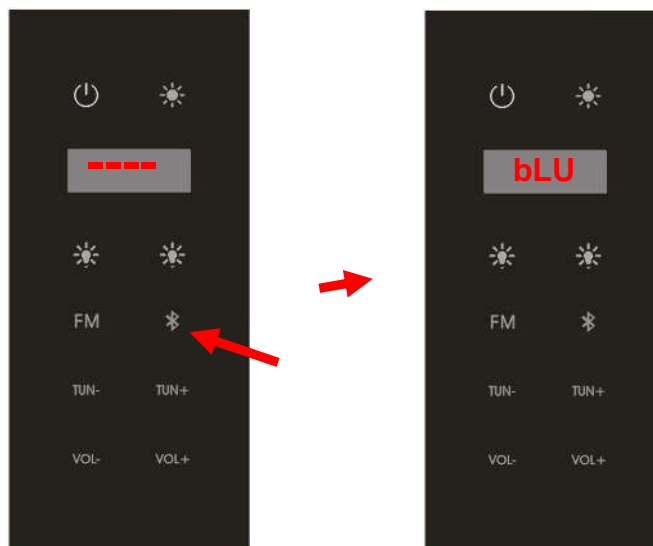 ----
FM
TUN- TUN+
VOL- VOL+
bLU
FM
TUN- TUN+
VOL- VOL+